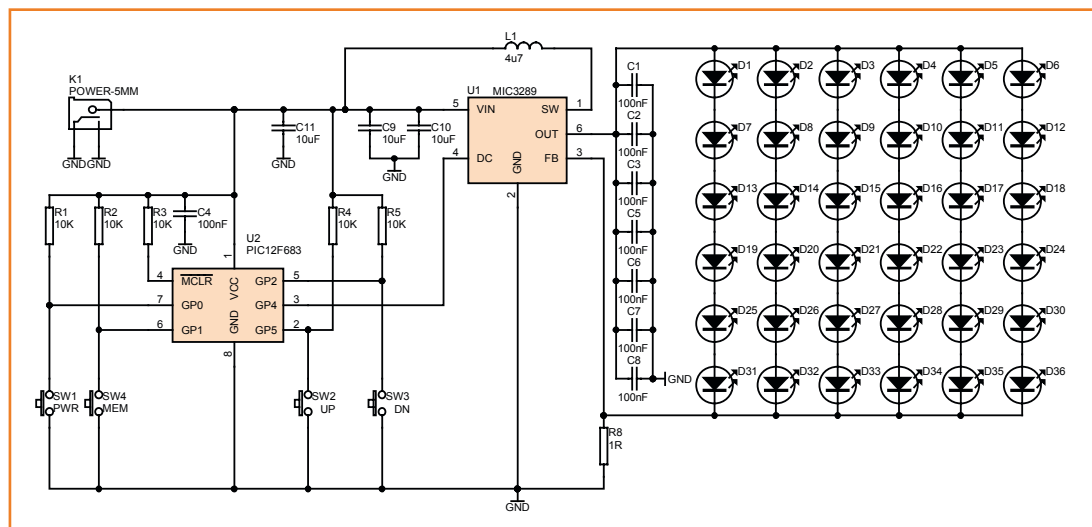 K1
POWER-5MM
GND GND
L1
4u7
U1 MIC3289
5 VIN SW 1
OUT 6
4 DC FB 3
GND
2
C11
10uF
GND
C9
10uF
C10
10uF
GND
R1
10K
R2
10K
R3
10K
C4
100nF
GND
R4
10K
R5
10K
U2
PIC12F683
1
4 MCLR VCC GP2 5
7 GP0 GP4 3
6 GP1 GND GP5 2
8
SW1
PWR
SW4
MEM
SW2
UP
SW3
DN
GND
R8
1R
C1
100nF
C2
100nF
C3
100nF
C5
100nF
C6
100nF
C7
100nF
C8
100nF
GND
D1 D2 D3 D4 D5 D6
D7 D8 D9 D10 D11 D12
D13 D14 D15 D16 D17 D18
D19 D20 D21 D22 D23 D24
D25 D26 D27 D28 D29 D30
D31 D32 D33 D34 D35 D36